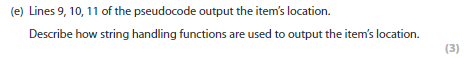 (e) Lines 9, 10, 11 of the pseudocode output the item's location.
Describe how string handling functions are used to output the item's location.
(3)